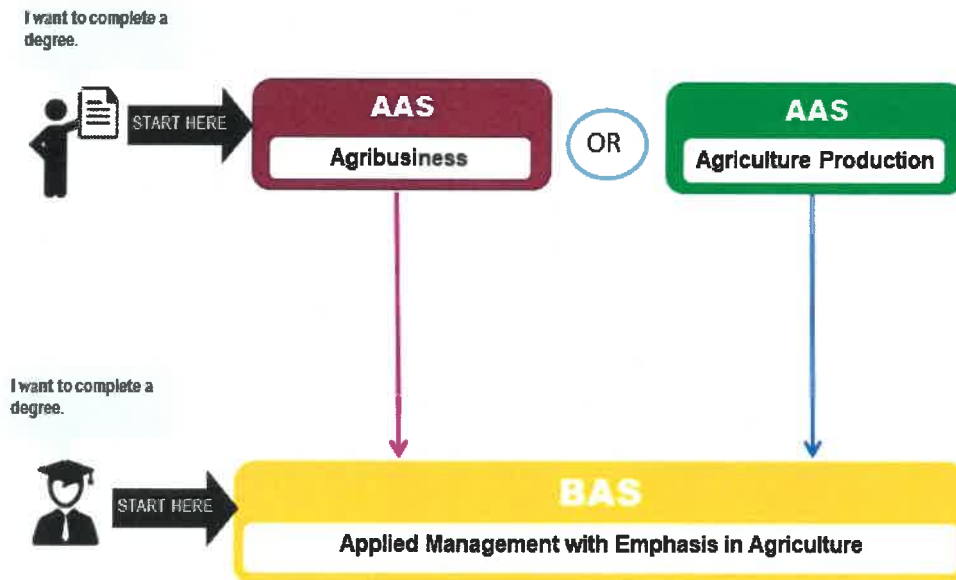 I want to complete a
degree.
START HERE
AAS
Agribusiness
OR
AAS
Agriculture Production
I want to complete a
degree.
START HERE
BAS
Applied Management with Emphasis in Agriculture